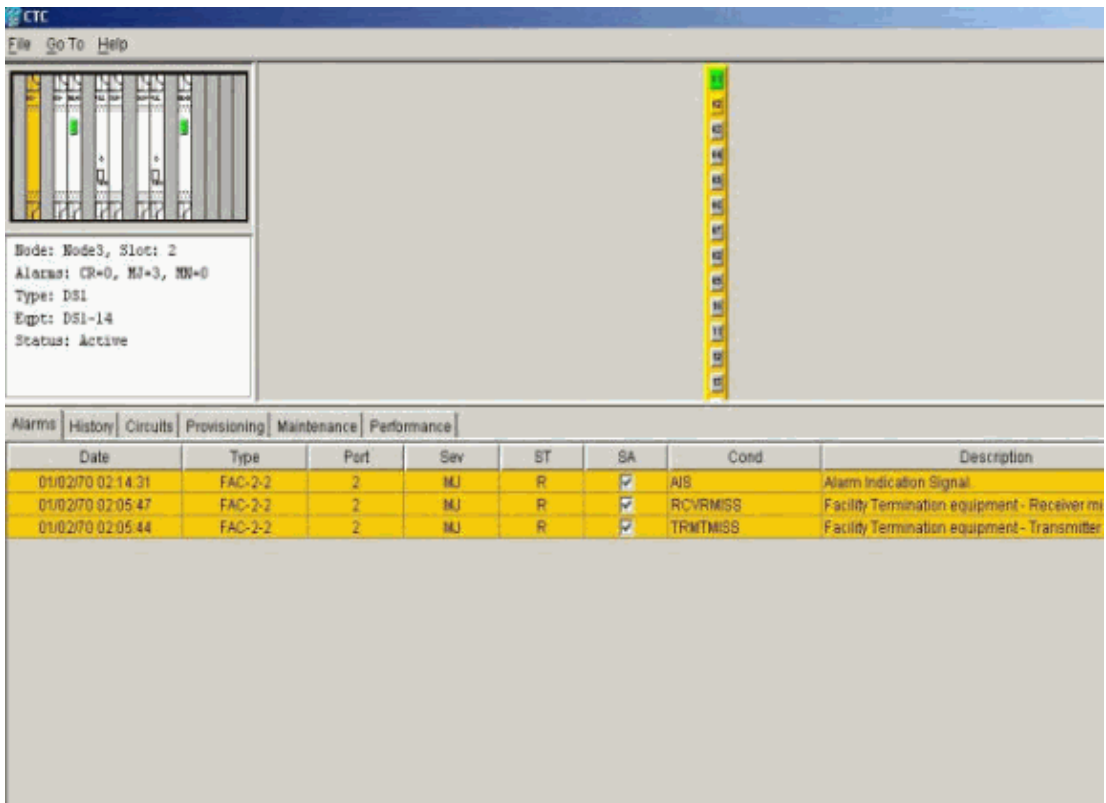 CTC
File Go To Help
Node: Node3, Slot: 2
Alarms: CR=0, MJ=3, MN=0
Type: DS1
Eqpt: DS1-14
Status: Active
Alarms History Circuits Provisioning Maintenance Performance
Date Type Port Sev ST SA Cond Description
01/02/70 02:14:31 FAC-2-2 2 MJ R AIS Alarm Indication Signal.
01/02/70 02:05:47 FAC-2-2 2 MJ R RCVRMISS Facility Termination equipment - Receiver mi
01/02/70 02:05:44 FAC-2-2 2 MJ R TRMTMISS Facility Termination equipment - Transmitter